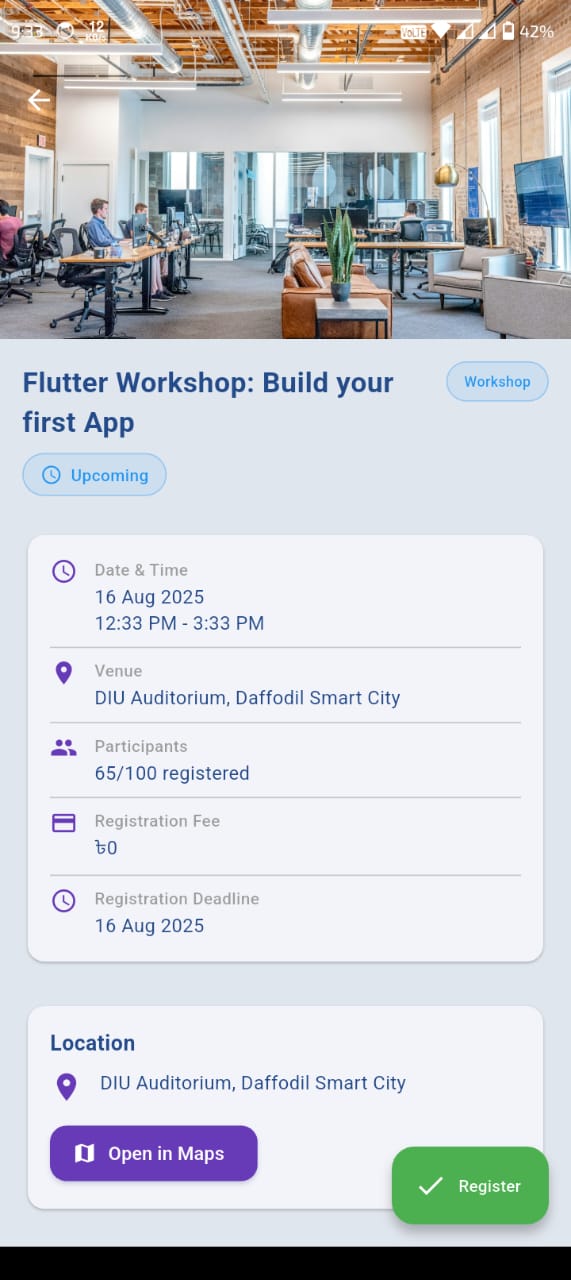 9:33
12
KB/s
VoLTE
42%
Flutter Workshop: Build your
first App
Workshop
Upcoming
Date & Time
16 Aug 2025
12:33 PM - 3:33 PM
Venue
DIU Auditorium, Daffodil Smart City
Participants
65/100 registered
Registration Fee
৳0
Registration Deadline
16 Aug 2025
Location
DIU Auditorium, Daffodil Smart City
Open in Maps
Register